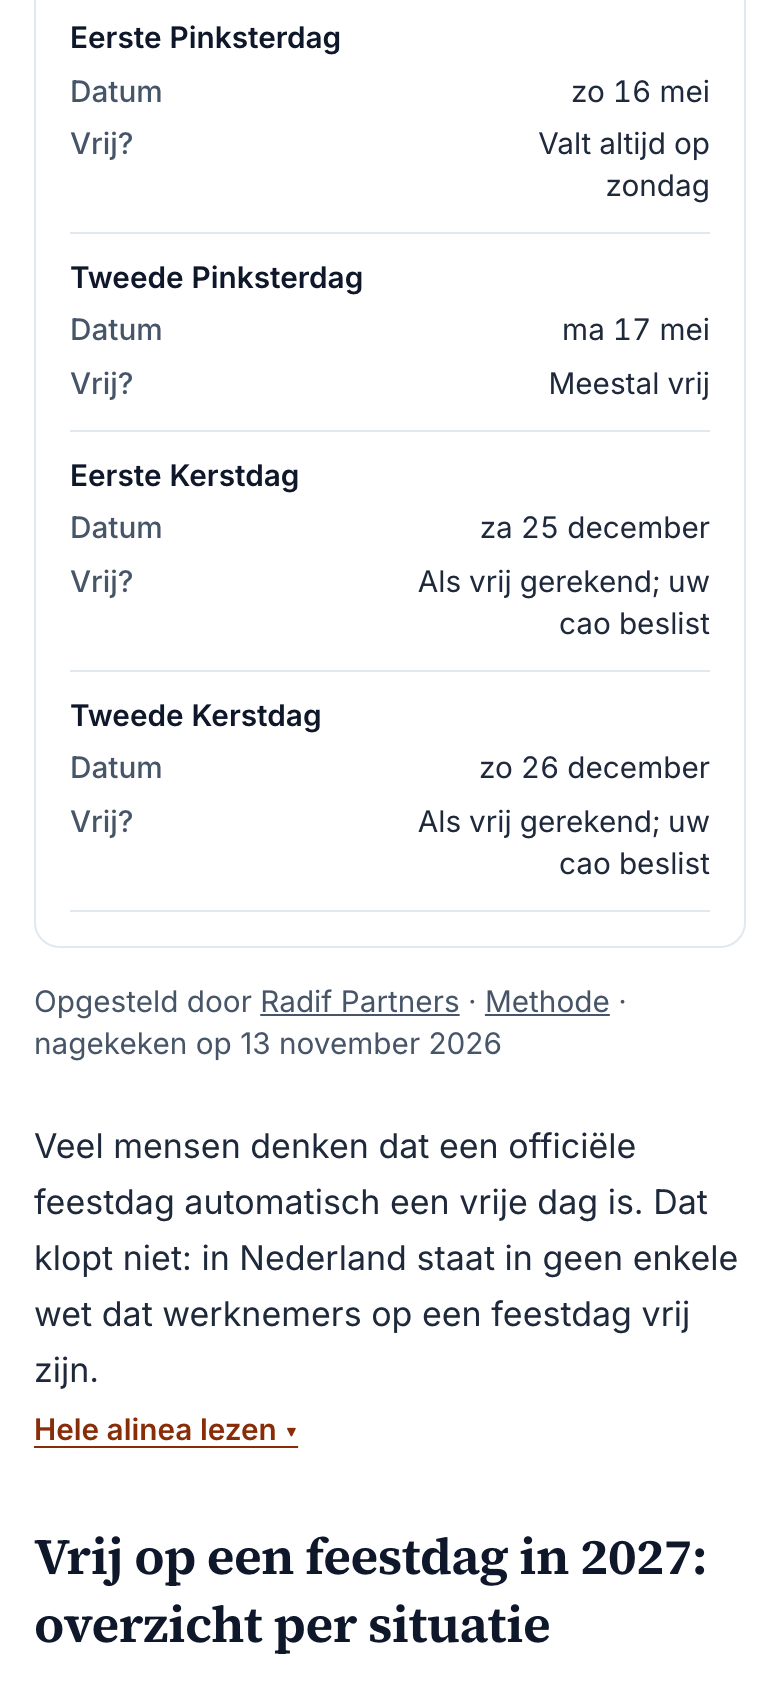 Eerste Pinksterdag
Datum zo 16 mei
Vrij? Valt altijd op
zondag
Tweede Pinksterdag
Datum ma 17 mei
Vrij? Meestal vrij
Eerste Kerstdag
Datum za 25 december
Vrij? Als vrij gerekend; uw
cao beslist
Tweede Kerstdag
Datum zo 26 december
Vrij? Als vrij gerekend; uw
cao beslist
Opgesteld door Radif Partners · Methode ·
nagekeken op 13 november 2026
Veel mensen denken dat een officiële
feestdag automatisch een vrije dag is. Dat
klopt niet: in Nederland staat in geen enkele
wet dat werknemers op een feestdag vrij
zijn.
Hele alinea lezen ▾
Vrij op een feestdag in 2027:
overzicht per situatie